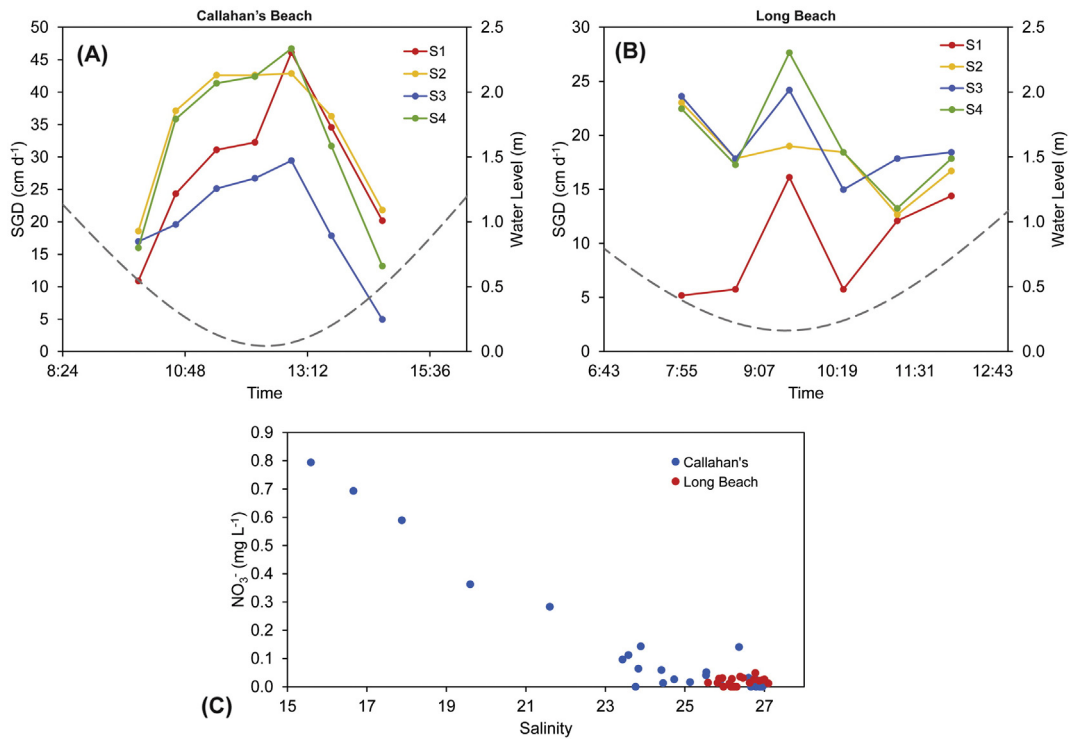 Callahan's Beach
(A)
S1
S2
S3
S4
50
45
40
35
30
25
20
15
10
5
0
SGD (cm d-1)
2.5
2.0
1.5
1.0
0.5
0.0
Water Level (m)
8:24
10:48
13:12
15:36
Time
Long Beach
(B)
S1
S2
S3
S4
30
25
20
15
10
5
0
SGD (cm d-1)
2.5
2.0
1.5
1.0
0.5
0.0
Water Level (m)
6:43
7:55
9:07
10:19
11:31
12:43
Time
(C)
Callahan's
Long Beach
0.9
0.8
0.7
0.6
0.5
0.4
0.3
0.2
0.1
0.0
NO3- (mg L-1)
15
17
19
21
23
25
27
Salinity